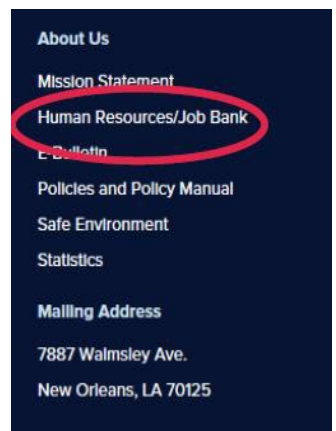 About Us
Mission Statement
Human Resources/Job Bank
E-Bulletin
Policies and Policy Manual
Safe Environment
Statistics
Mailing Address
7887 Walmsley Ave.
New Orleans, LA 70125